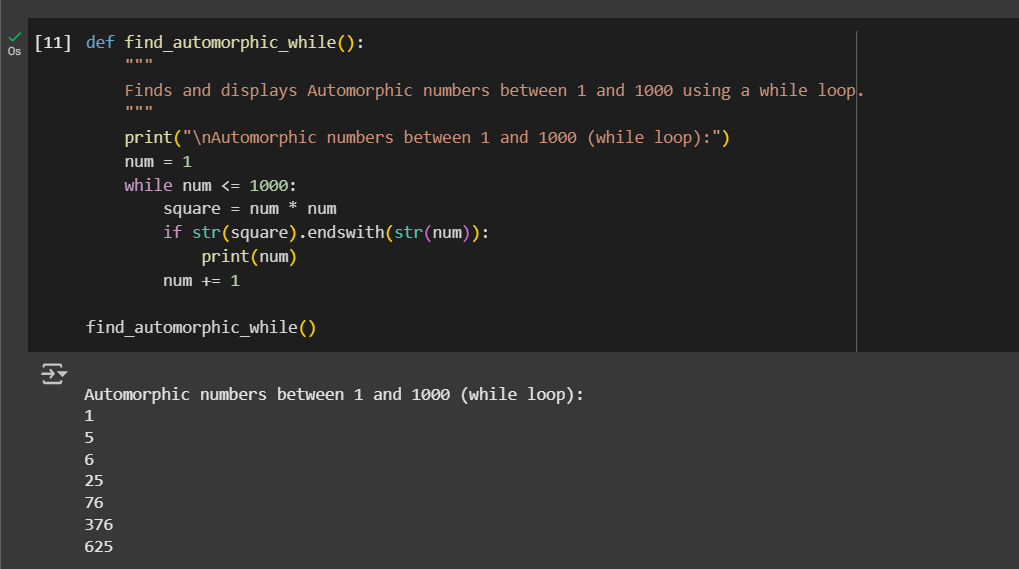 [11] def find_automorphic_while():
"""
Finds and displays Automorphic numbers between 1 and 1000 using a while loop.
"""
print("\nAutomorphic numbers between 1 and 1000 (while loop):")
num = 1
while num <= 1000:
square = num * num
if str(square).endswith(str(num)):
print(num)
num += 1
find_automorphic_while()
0s
Automorphic numbers between 1 and 1000 (while loop):
1
5
6
25
76
376
625